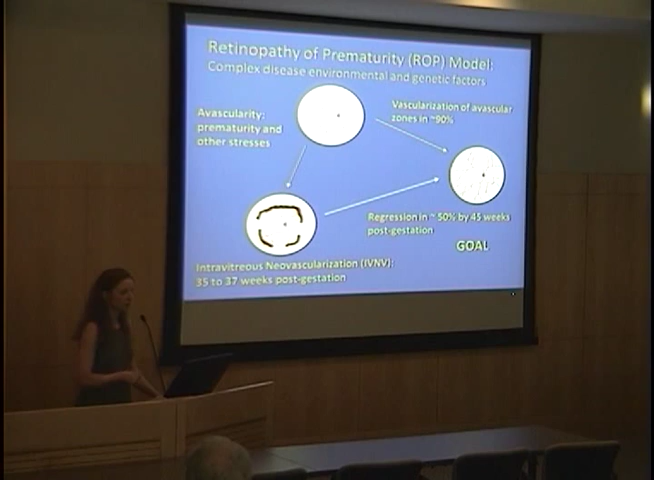 Retinopathy of Prematurity (ROP) Model:
Complex disease environmental and genetic factors
Avascularity:
prematurity and
other stresses
Vascularization of avascular
zones in ~90%
Regression in ~ 50% by 45 weeks
post-gestation
GOAL
Intravitreous Neovascularization (IVNV):
35 to 37 weeks post-gestation